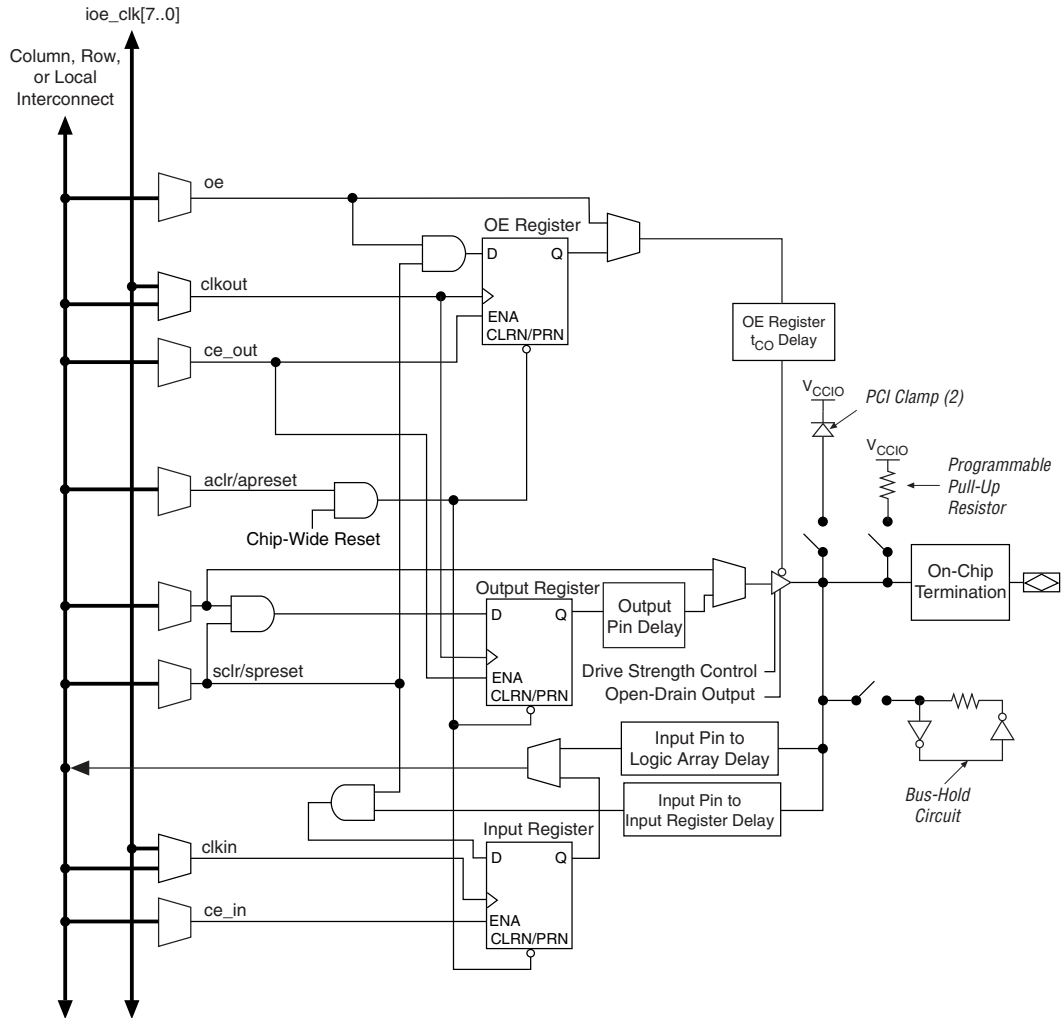 ioe_clk[7..0]
Column, Row,
or Local
Interconnect
oe
OE Register
D
Q
clkout
ENA
CLRN/PRN
OE Register
tCO Delay
ce_out
VCCIO
PCI Clamp (2)
VCCIO
Programmable
Pull-Up
Resistor
aclr/apreset
Chip-Wide Reset
Output Register
D
Q
Output
Pin Delay
On-Chip
Termination
ENA
CLRN/PRN
sclr/spreset
Drive Strength Control
Open-Drain Output
Input Pin to
Logic Array Delay
Bus-Hold
Circuit
Input Pin to
Input Register Delay
Input Register
clkin
D
Q
ce_in
ENA
CLRN/PRN